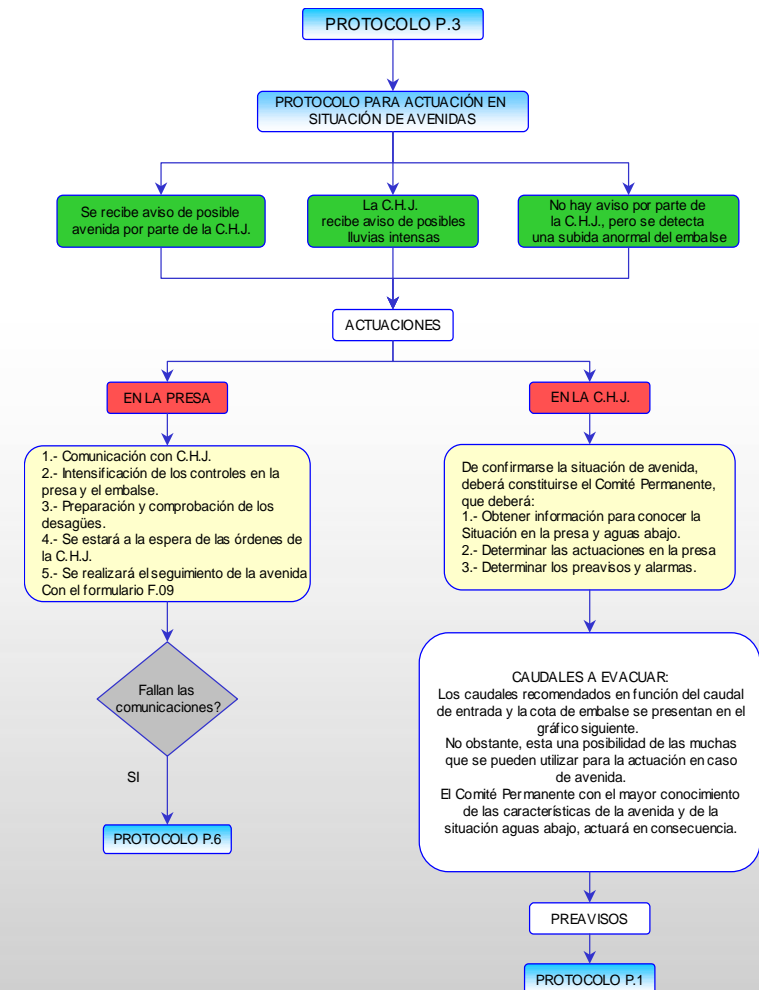 PROTOCOLO P.3
PROTOCOLO PARA ACTUACIÓN EN
SITUACIÓN DE AVENIDAS
Se recibe aviso de posible
avenida por parte de la C.H.J.
La C.H.J.
recibe aviso de posibles
lluvias intensas
No hay aviso por parte de
la C.H.J., pero se detecta
una subida anormal del embalse
ACTUACIONES
EN LA PRESA
1.- Comunicación con C.H.J.
2.- Intensificación de los controles en la
presa y el embalse.
3.- Preparación y comprobación de los
desagües.
4.- Se estará a la espera de las órdenes de
la C.H.J.
5.- Se realizará el seguimiento de la avenida
Con el formulario F.09
Fallan las
comunicaciones?
SI
PROTOCOLO P.6
EN LA C.H.J.
De confirmarse la situación de avenida,
deberá constituirse el Comité Permanente,
que deberá:
1.- Obtener información para conocer la
Situación en la presa y aguas abajo.
2.- Determinar las actuaciones en la presa
3.- Determinar los preavisos y alarmas.
CAUDALES A EVACUAR:
Los caudales recomendados en función del caudal
de entrada y la cota de embalse se presentan en el
gráfico siguiente.
No obstante, esta una posibilidad de las muchas
que se pueden utilizar para la actuación en caso
de avenida.
El Comité Permanente con el mayor conocimiento
de las características de la avenida y de la
situación aguas abajo, actuará en consecuencia.
PREAVISOS
PROTOCOLO P.1